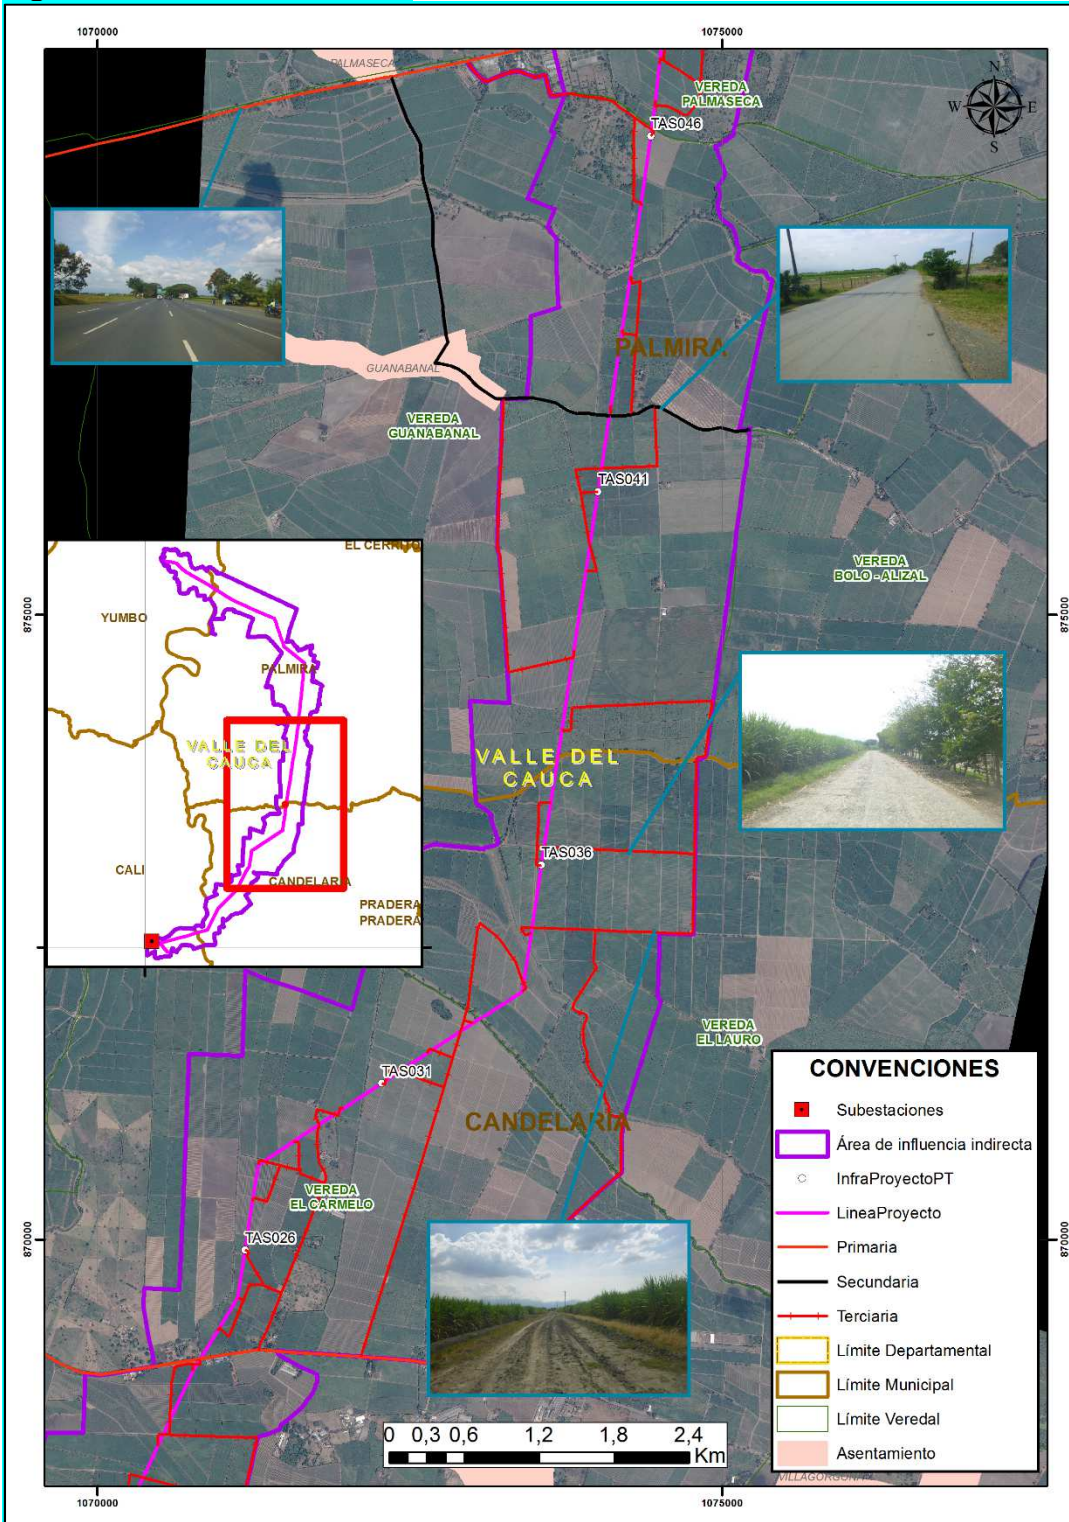 1070000
1075000
PALMASECA
VEREDA
PALMASECA
N
W
E
S
TAS046
PALMIRA
GUANABANAL
VEREDA
GUANABANAL
TAS041
VEREDA
BOLO - ALIZAL
875000
875000
EL CERRITO
YUMBO
PALMIRA
VALLE DEL
CAUCA
CALI
CANDELARIA
PRADERA
PRADERA
VALLE DEL
CAUCA
TAS036
VEREDA
EL LAURO
TAS031
CANDELARIA
VEREDA
EL CARMELO
TAS026
870000
870000
CONVENCIONES
Subestaciones
Área de influencia indirecta
InfraProyectoPT
LineaProyecto
Primaria
Secundaria
Terciaria
Límite Departamental
Límite Municipal
Límite Veredal
Asentamiento
0 0,3 0,6 1,2 1,8 2,4
Km
VILLAGORGONA
1070000
1075000